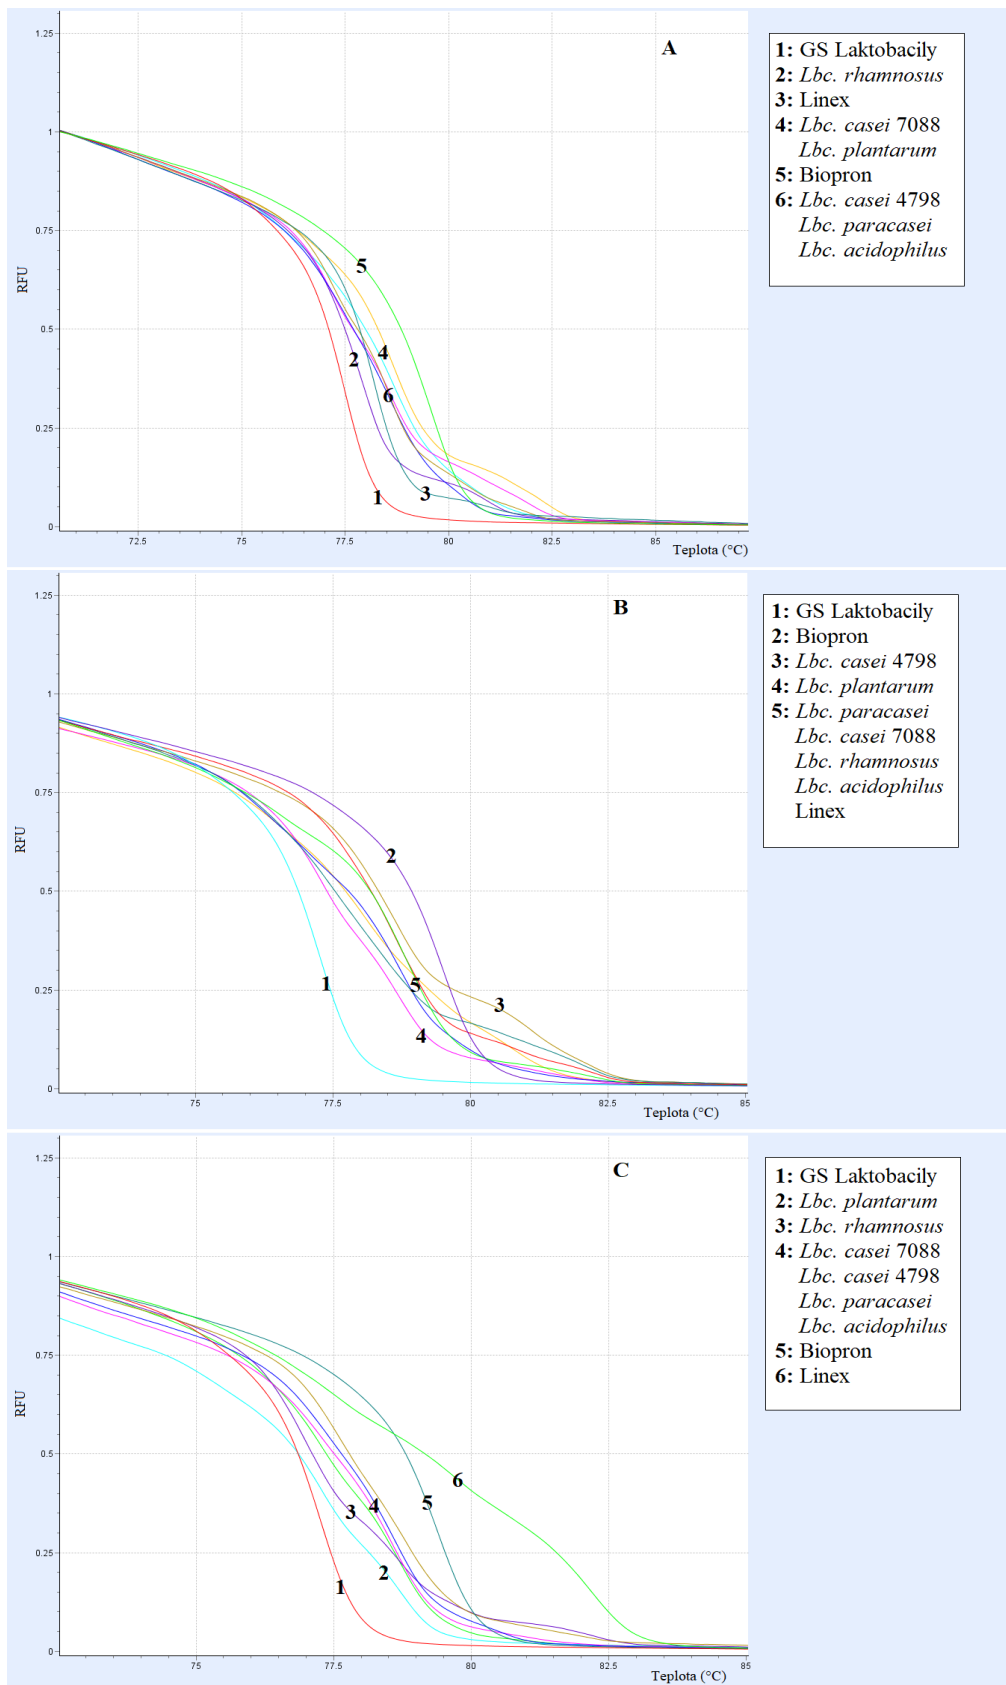 A
1.25
1
0.75
0.5
0.25
0
RFU
72.5
75
77.5
80
82.5
85
Teplota (°C)
5
4
2
6
3
1
1: GS Laktobacily
2: Lbc. rhamnosus
3: Linex
4: Lbc. casei 7088
Lbc. plantarum
5: Biopron
6: Lbc. casei 4798
Lbc. paracasei
Lbc. acidophilus
B
1.25
1
0.75
0.5
0.25
0
RFU
75
77.5
80
82.5
85
Teplota (°C)
2
1
5
3
4
1: GS Laktobacily
2: Biopron
3: Lbc. casei 4798
4: Lbc. plantarum
5: Lbc. paracasei
Lbc. casei 7088
Lbc. rhamnosus
Lbc. acidophilus
Linex
C
1.25
1
0.75
0.5
0.25
0
RFU
75
77.5
80
82.5
85
Teplota (°C)
6
5
4
3
2
1
1: GS Laktobacily
2: Lbc. plantarum
3: Lbc. rhamnosus
4: Lbc. casei 7088
Lbc. casei 4798
Lbc. paracasei
Lbc. acidophilus
5: Biopron
6: Linex